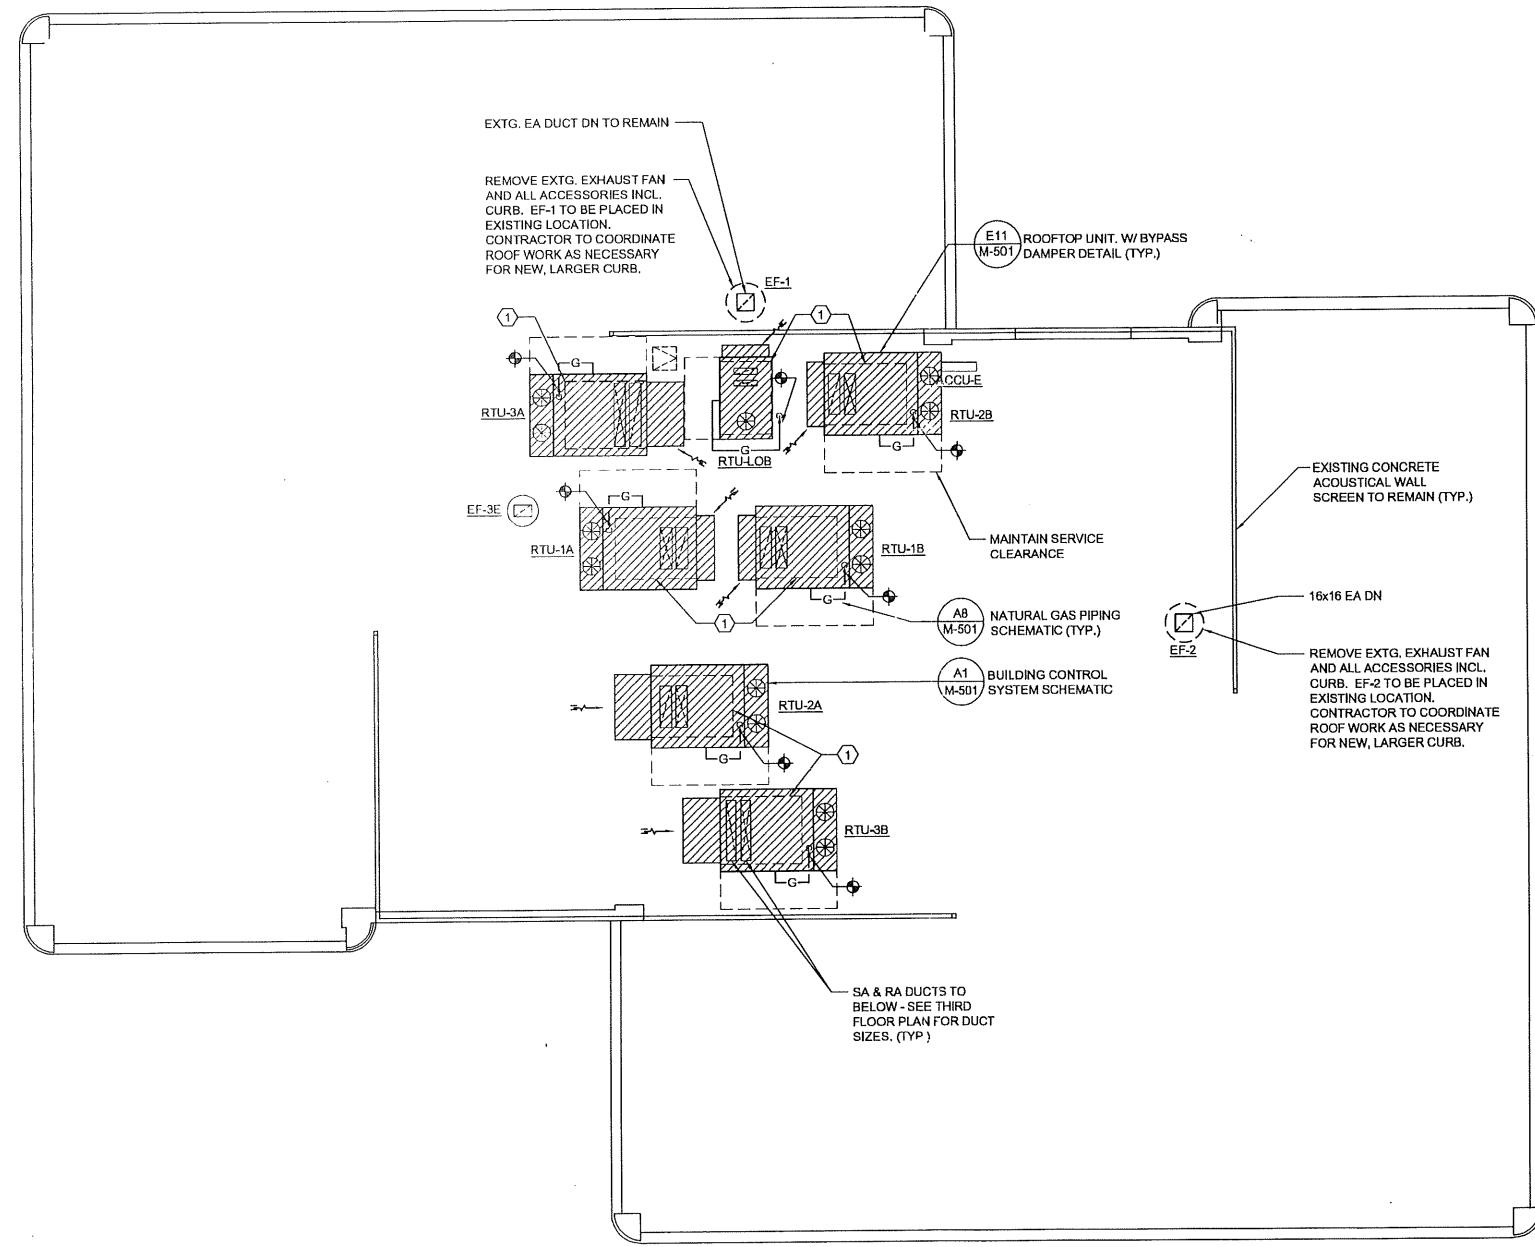 EXTG. EA DUCT DN TO REMAIN
REMOVE EXTG. EXHAUST FAN
AND ALL ACCESSORIES INCL.
CURB. EF-1 TO BE PLACED IN
EXISTING LOCATION.
CONTRACTOR TO COORDINATE
ROOF WORK AS NECESSARY
FOR NEW, LARGER CURB.
EF-1
E11
M-501
ROOFTOP UNIT. W/ BYPASS
DAMPER DETAIL (TYP.)
1
1
G
RTU-3A
G
RTU-LOB
ACCU-E
RTU-2B
G
EXISTING CONCRETE
ACOUSTICAL WALL
SCREEN TO REMAIN (TYP.)
EF-3E
G
RTU-1A
RTU-1B
G
MAINTAIN SERVICE
CLEARANCE
1
A8
M-501
NATURAL GAS PIPING
SCHEMATIC (TYP.)
16x16 EA DN
EF-2
REMOVE EXTG. EXHAUST FAN
AND ALL ACCESSORIES INCL.
CURB. EF-2 TO BE PLACED IN
EXISTING LOCATION.
CONTRACTOR TO COORDINATE
ROOF WORK AS NECESSARY
FOR NEW, LARGER CURB.
A1
M-501
BUILDING CONTROL
SYSTEM SCHEMATIC
RTU-2A
G
1
RTU-3B
G
SA & RA DUCTS TO
BELOW - SEE THIRD
FLOOR PLAN FOR DUCT
SIZES. (TYP )